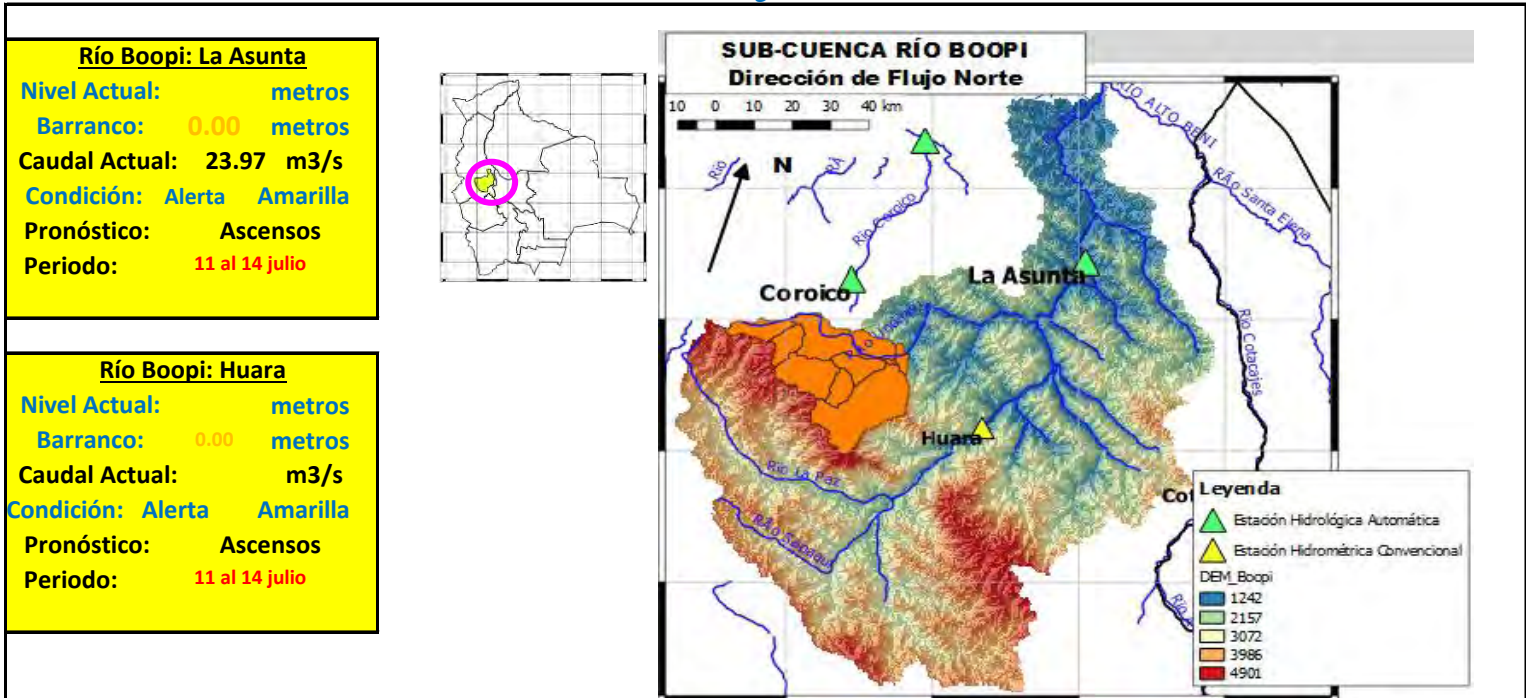 Río Boopi: La Asunta
Nivel Actual: metros
Barranco: 0.00 metros
Caudal Actual: 23.97 m3/s
Condición: Alerta Amarilla
Pronóstico: Ascensos
Periodo: 11 al 14 julio
Río Boopi: Huara
Nivel Actual: metros
Barranco: 0.00 metros
Caudal Actual: m3/s
Condición: Alerta Amarilla
Pronóstico: Ascensos
Periodo: 11 al 14 julio
SUB-CUENCA RÍO BOOPI
Dirección de Flujo Norte
10 0 10 20 30 40 km
N
RÍO ALTO BENI
Río
RÃ­o Santa Elena
Río Coroico
La Asunta
Coroico
Río Cotacajes
Huara
Río La Paz
RÃ­o Sapaqui
Leyenda
Estación Hidrológica Automática
Estación Hidrométrica Convencional
DEM_Boopi
1242
2157
3072
3986
4901